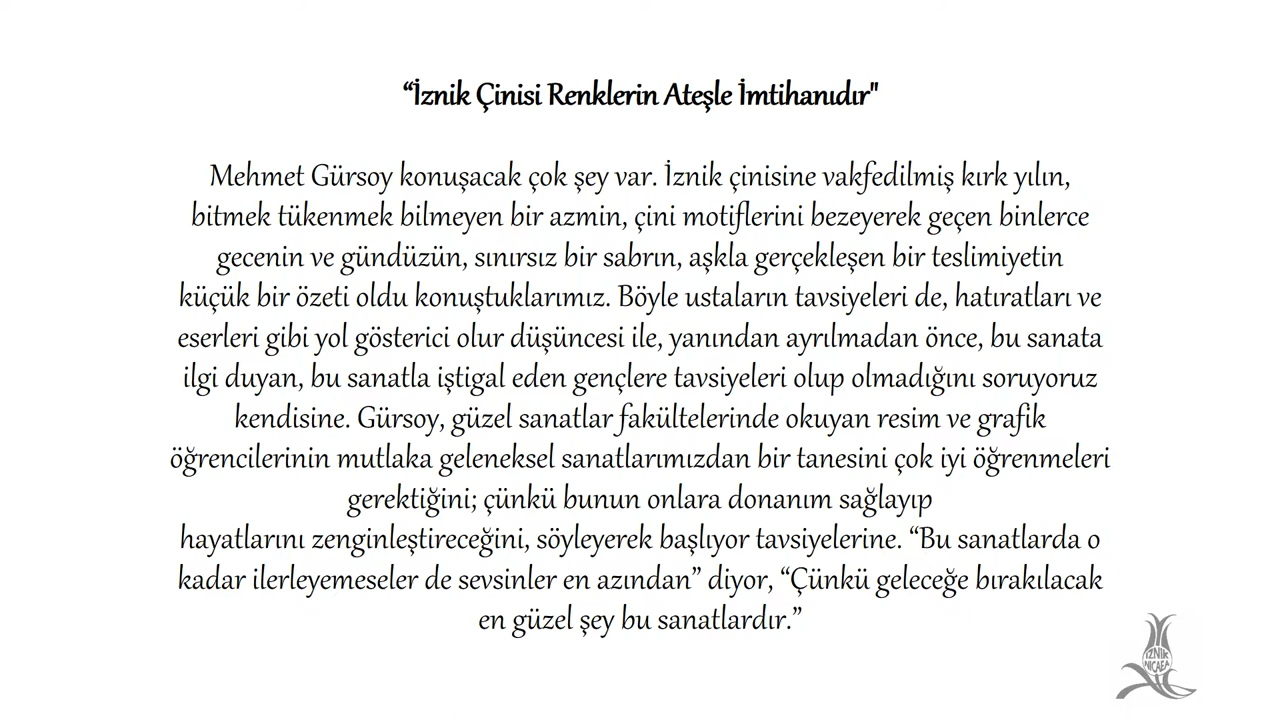 “İznik Çinisi Renklerin Ateşle İmtihanıdır"
Mehmet Gürsoy konuşacak çok şey var. İznik çinisine vakfedilmiş kırk yılın,
bitmek tükenmek bilmeyen bir azmin, çini motiflerini bezeyerek geçen binlerce
gecenin ve gündüzün, sınırsız bir sabrın, aşkla gerçekleşen bir teslimiyetin
küçük bir özeti oldu konuştuklarımız. Böyle ustaların tavsiyeleri de, hatıratları ve
eserleri gibi yol gösterici olur düşüncesi ile, yanından ayrılmadan önce, bu sanata
ilgi duyan, bu sanatla iştigal eden gençlere tavsiyeleri olup olmadığını soruyoruz
kendisine. Gürsoy, güzel sanatlar fakültelerinde okuyan resim ve grafik
öğrencilerinin mutlaka geleneksel sanatlarımızdan bir tanesini çok iyi öğrenmeleri
gerektiğini; çünkü bunun onlara donanım sağlayıp
hayatlarını zenginleştireceğini, söyleyerek başlıyor tavsiyelerine. “Bu sanatlarda o
kadar ilerleyemeseler de sevsinler en azından” diyor, “Çünkü geleceğe bırakılacak
en güzel şey bu sanatlardır.”
İZNİK
NICAEA